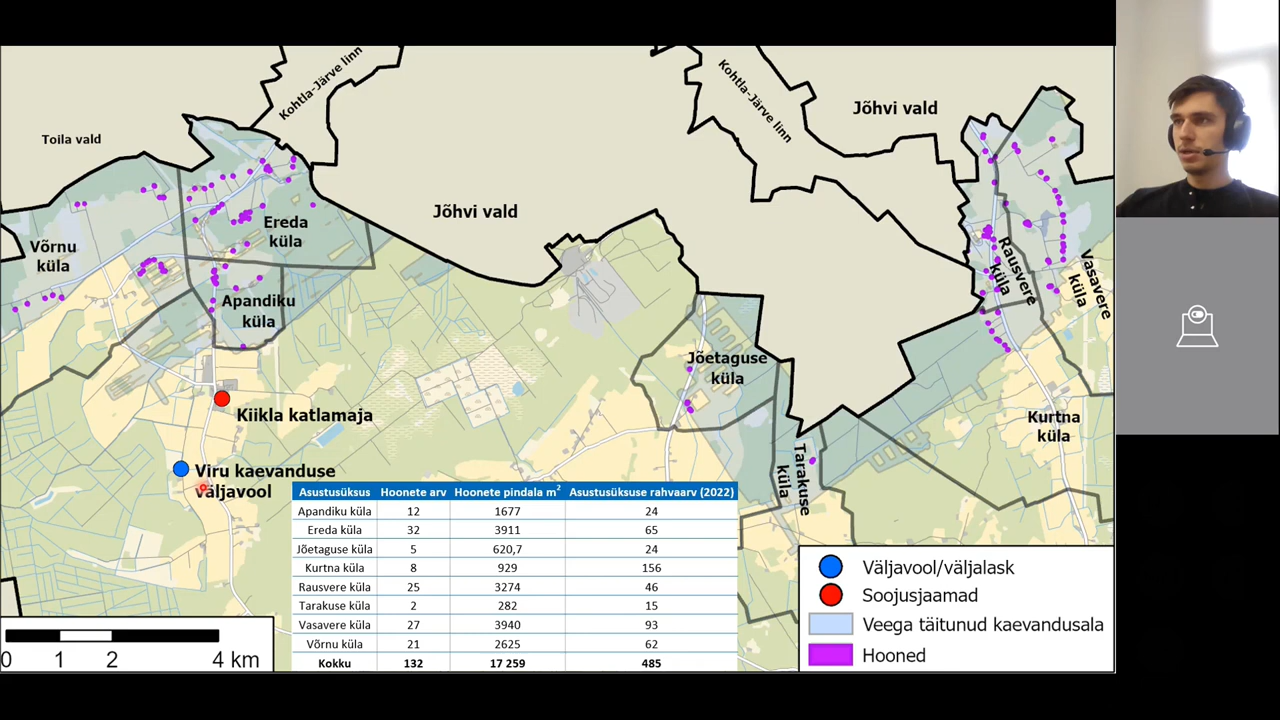 Kohtla-Järve linn
Kohtla-Järve linn
Jõhvi vald
Toila vald
Jõhvi vald
Ereda
küla
Võrnu
küla
Rausvere
küla
Vasavere
küla
Apandiku
küla
Jõetaguse
küla
Kiikla katlamaja
Kurtna
küla
Viru kaevanduse
väljavool
Tarakuse
küla
Asustusüksus Hoonete arv Hoonete pindala m² Asustusüksuse rahvaarv (2022)
Apandiku küla 12 1677 24
Ereda küla 32 3911 65
Jõetaguse küla 5 620,7 24
Kurtna küla 8 929 156
Rausvere küla 25 3274 46
Tarakuse küla 2 282 15
Vasavere küla 27 3940 93
Võrnu küla 21 2625 62
Kokku 132 17 259 485
Väljavool/väljalask
Soojusjaamad
Veega täitunud kaevandusala
Hooned
0 1 2 4 km